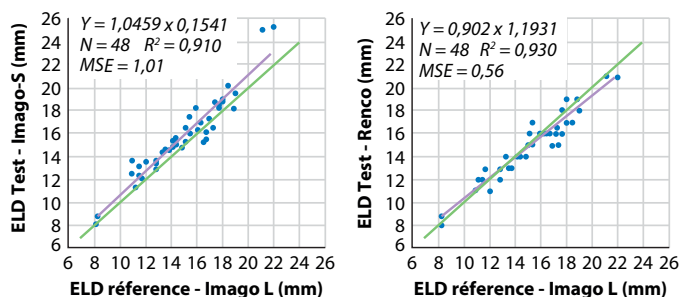 Y = 1,0459 x 0,1541
N = 48 R² = 0,910
MSE = 1,01
ELD Test - Imago-S (mm)
26
24
22
20
18
16
14
12
10
8
6
6 8 10 12 14 16 18 20 22 24 26
ELD réference - Imago L (mm)
Y = 0,902 x 1,1931
N = 48 R² = 0,930
MSE = 0,56
ELD Test - Renco (mm)
26
24
22
20
18
16
14
12
10
8
6
6 8 10 12 14 16 18 20 22 24 26
ELD réference - Imago L (mm)